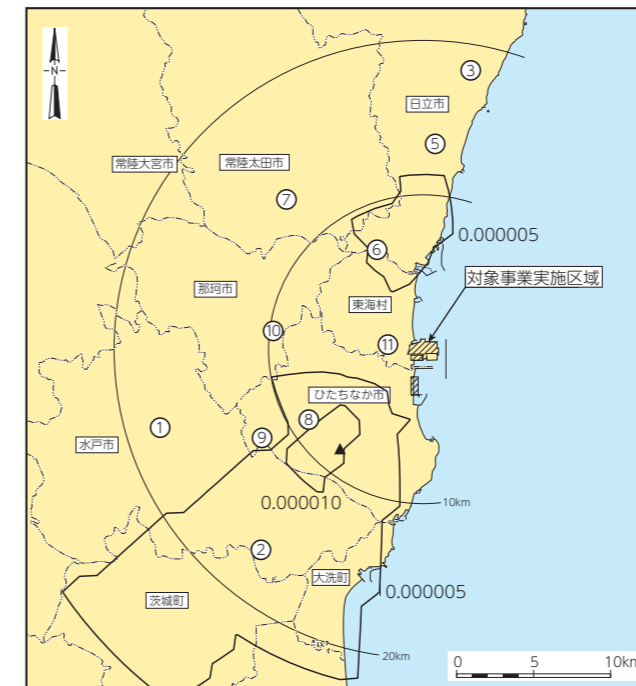 N
③
日立市
⑤
常陸大宮市
常陸太田市
⑦
0.000005
⑥
対象事業実施区域
那珂市
東海村
⑩
⑪
ひたちなか市
①
⑧
⑨
水戸市
0.000010
10km
②
大洗町
0.000005
茨城町
20km
0 5 10km